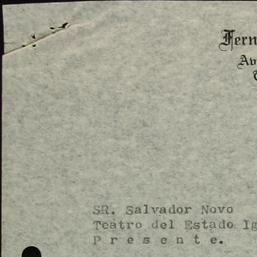 Fern
Av
SR. Salvador Novo
Teatro del Estado Ig
P r e s e n t e.